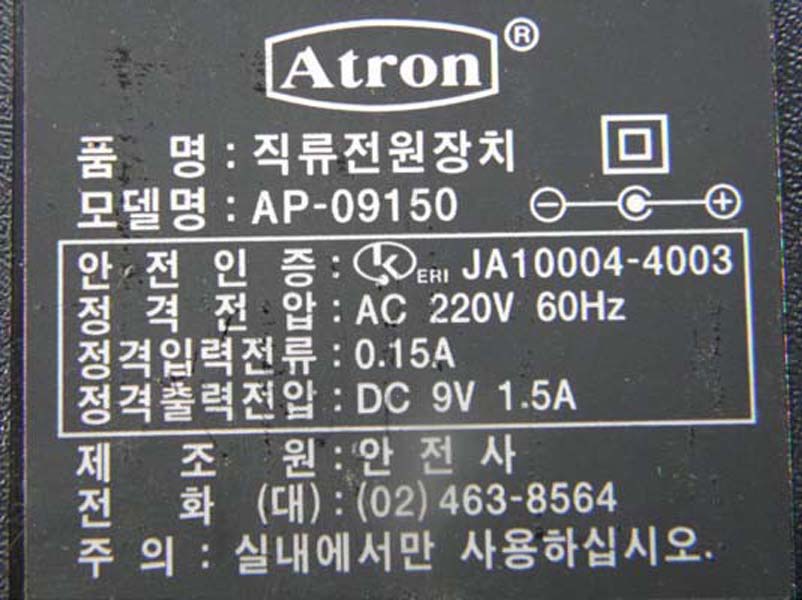 Atron®
품 명 : 직류전원장치
모델명 : AP-09150
안 전 인 증 : ERI JA10004-4003
정 격 전 압 : AC 220V 60Hz
정격입력전류 : 0.15A
정격출력전압 : DC 9V 1.5A
제 조 원 : 안 전 사
전 화 (대) : (02) 463-8564
주 의 : 실내에서만 사용하십시오.